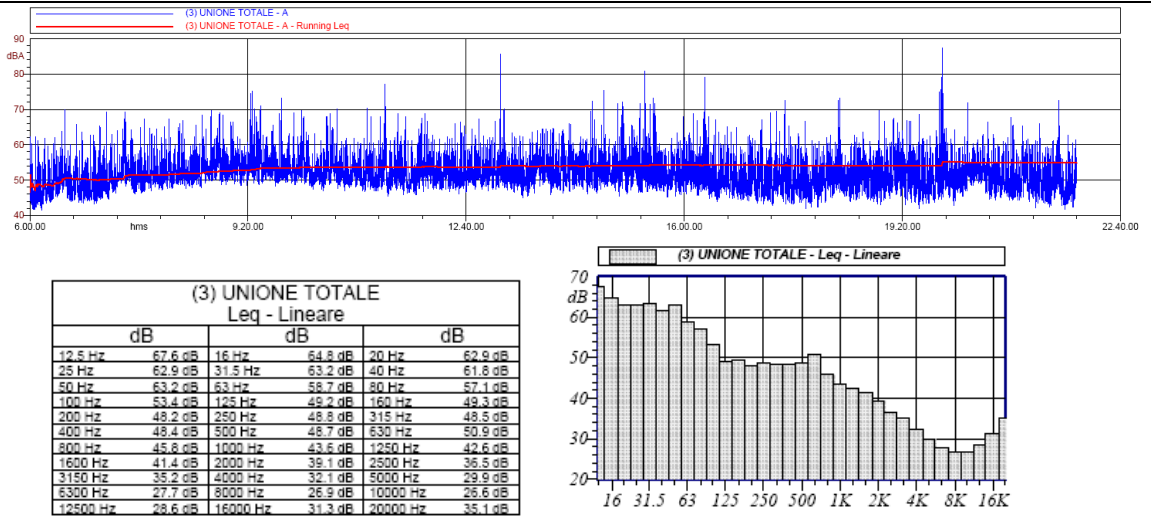 (3) UNIONE TOTALE - A
(3) UNIONE TOTALE - A - Running Leq
90
dBA
80
70
60
50
40
6.00.00 hms 9.20.00 12.40.00 16.00.00 19.20.00 22.40.00
(3) UNIONE TOTALE
Leq - Lineare
dB dB dB
12.5 Hz 67.6 dB 16 Hz 64.8 dB 20 Hz 62.9 dB
25 Hz 62.9 dB 31.5 Hz 63.2 dB 40 Hz 61.8 dB
50 Hz 63.2 dB 63 Hz 58.7 dB 80 Hz 57.1 dB
100 Hz 53.4 dB 125 Hz 49.2 dB 160 Hz 49.3 dB
200 Hz 48.2 dB 250 Hz 48.8 dB 315 Hz 48.5 dB
400 Hz 48.4 dB 500 Hz 48.7 dB 630 Hz 50.9 dB
800 Hz 45.8 dB 1000 Hz 43.6 dB 1250 Hz 42.6 dB
1600 Hz 41.4 dB 2000 Hz 39.1 dB 2500 Hz 36.5 dB
3150 Hz 35.2 dB 4000 Hz 32.1 dB 5000 Hz 29.9 dB
6300 Hz 27.7 dB 8000 Hz 26.9 dB 10000 Hz 26.6 dB
12500 Hz 28.6 dB 16000 Hz 31.3 dB 20000 Hz 35.1 dB
(3) UNIONE TOTALE - Leq - Lineare
70
dB
60
50
40
30
20
16 31.5 63 125 250 500 1K 2K 4K 8K 16K